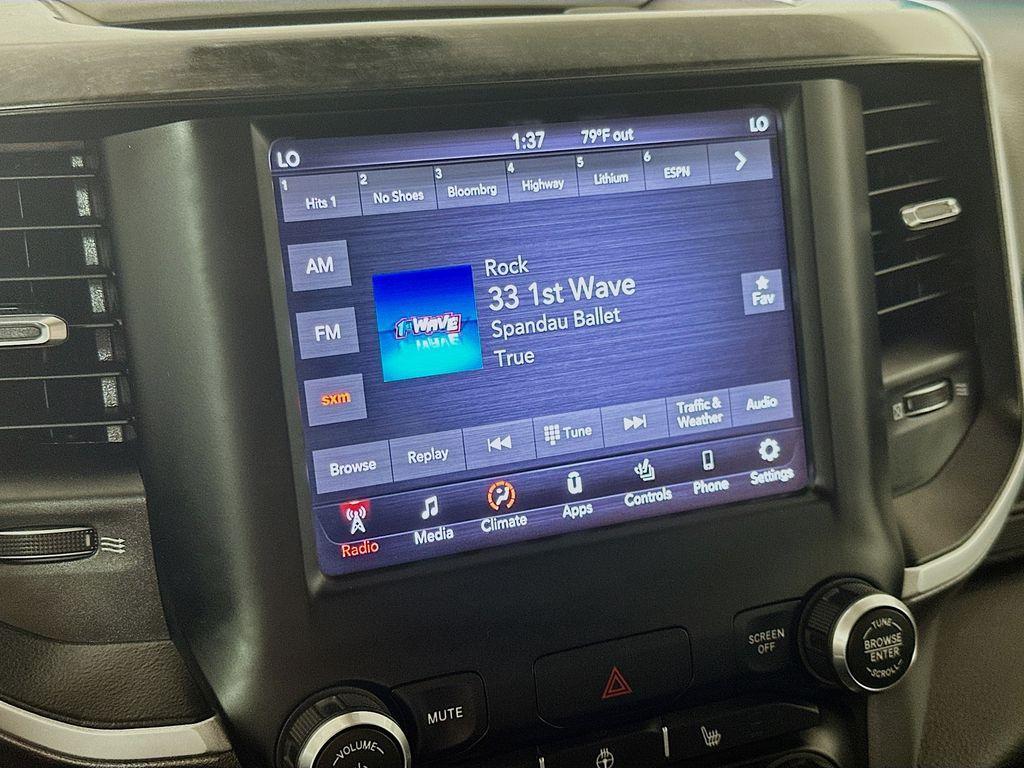 LO 1:37 79°F out LO
1 Hits 1
2 No Shoes
3 Bloombrg
4 Highway
5 Lithium
6 ESPN
AM
FM
sxm
1st WAVE
Rock
33 1st Wave
Spandau Ballet
True
Fav
Browse
Replay
Tune
Traffic &
Weather
Audio
Radio
Media
Climate
Apps
Controls
Phone
Settings
SCREEN
OFF
TUNE
BROWSE
ENTER
SCROLL
MUTE
VOLUME